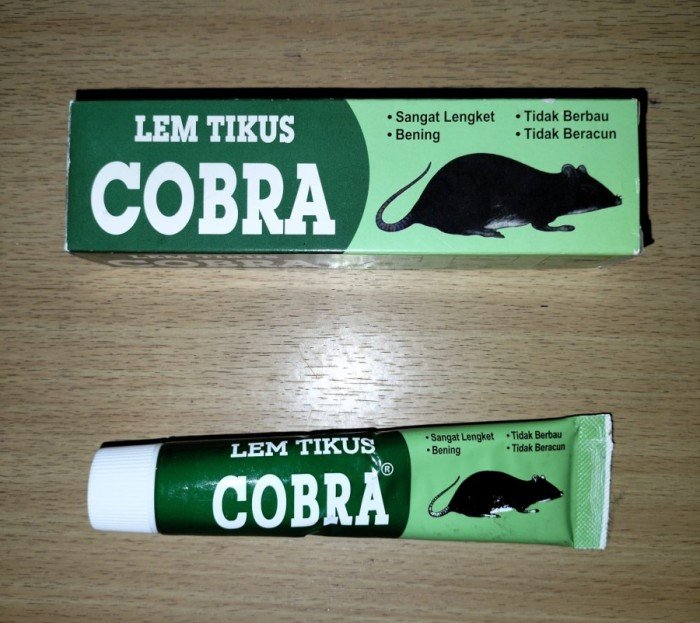 LEM TIKUS
COBRA
• Sangat Lengket
• Bening
• Tidak Berbau
• Tidak Beracun
LEM TIKUS
COBRA®
• Sangat Lengket
• Bening
• Tidak Berbau
• Tidak Beracun